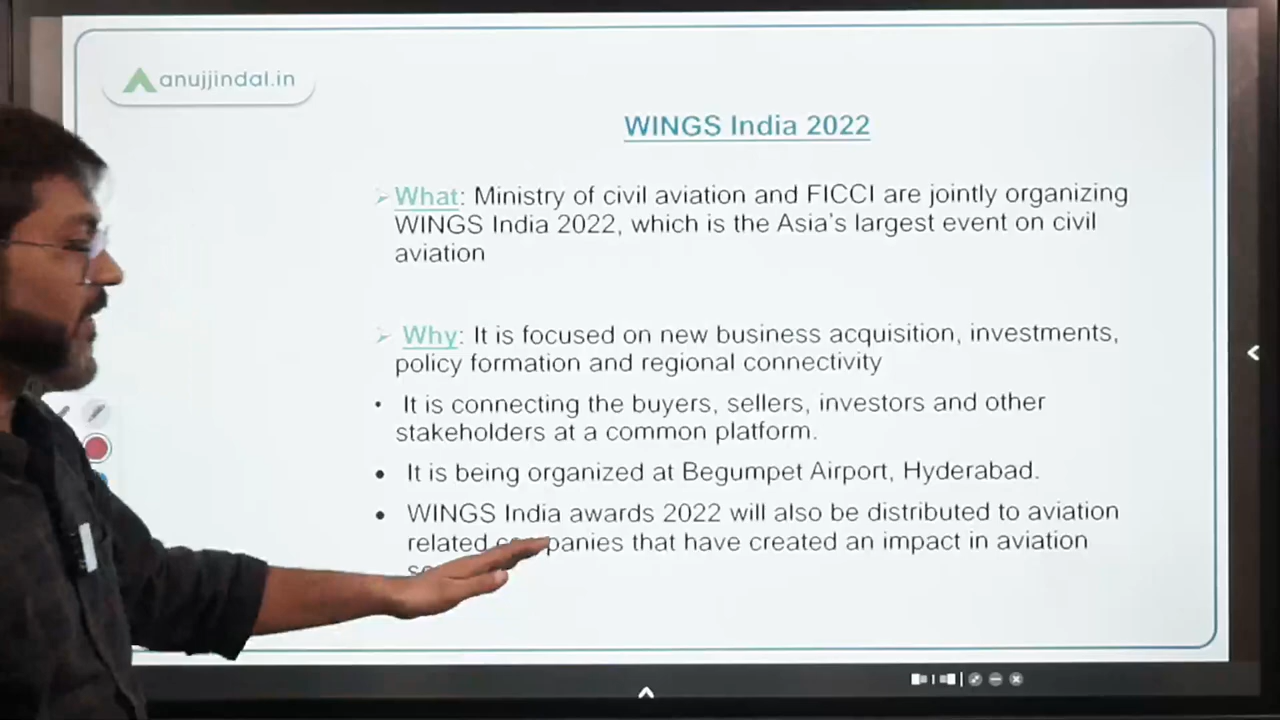 anujjindal.in
WINGS India 2022
What: Ministry of civil aviation and FICCI are jointly organizing
WINGS India 2022, which is the Asia's largest event on civil
aviation
Why: It is focused on new business acquisition, investments,
policy formation and regional connectivity
• It is connecting the buyers, sellers, investors and other
stakeholders at a common platform.
• It is being organized at Begumpet Airport, Hyderabad.
• WINGS India awards 2022 will also be distributed to aviation
related companies that have created an impact in aviation